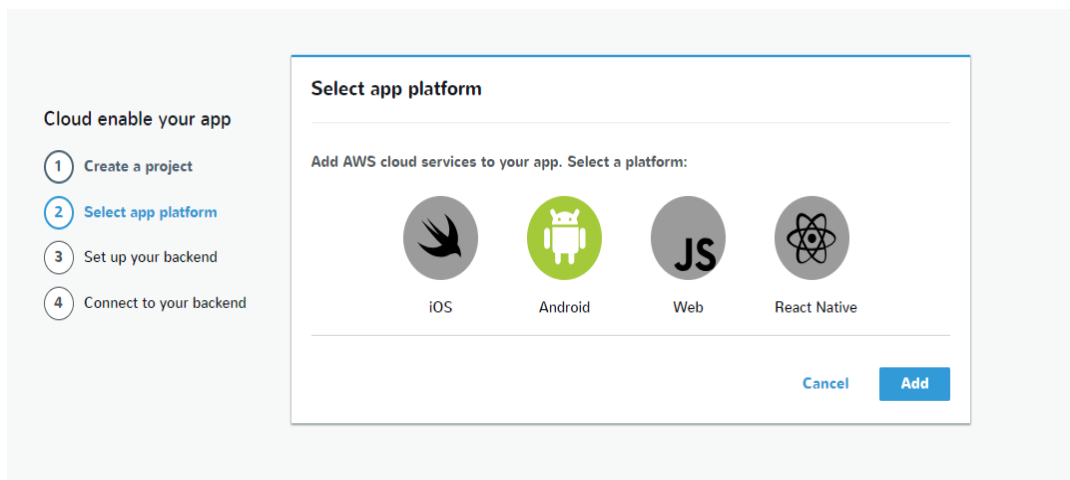 Select app platform
Cloud enable your app
1 Create a project
2 Select app platform
3 Set up your backend
4 Connect to your backend
Add AWS cloud services to your app. Select a platform:
JS
iOS Android Web React Native
Cancel Add